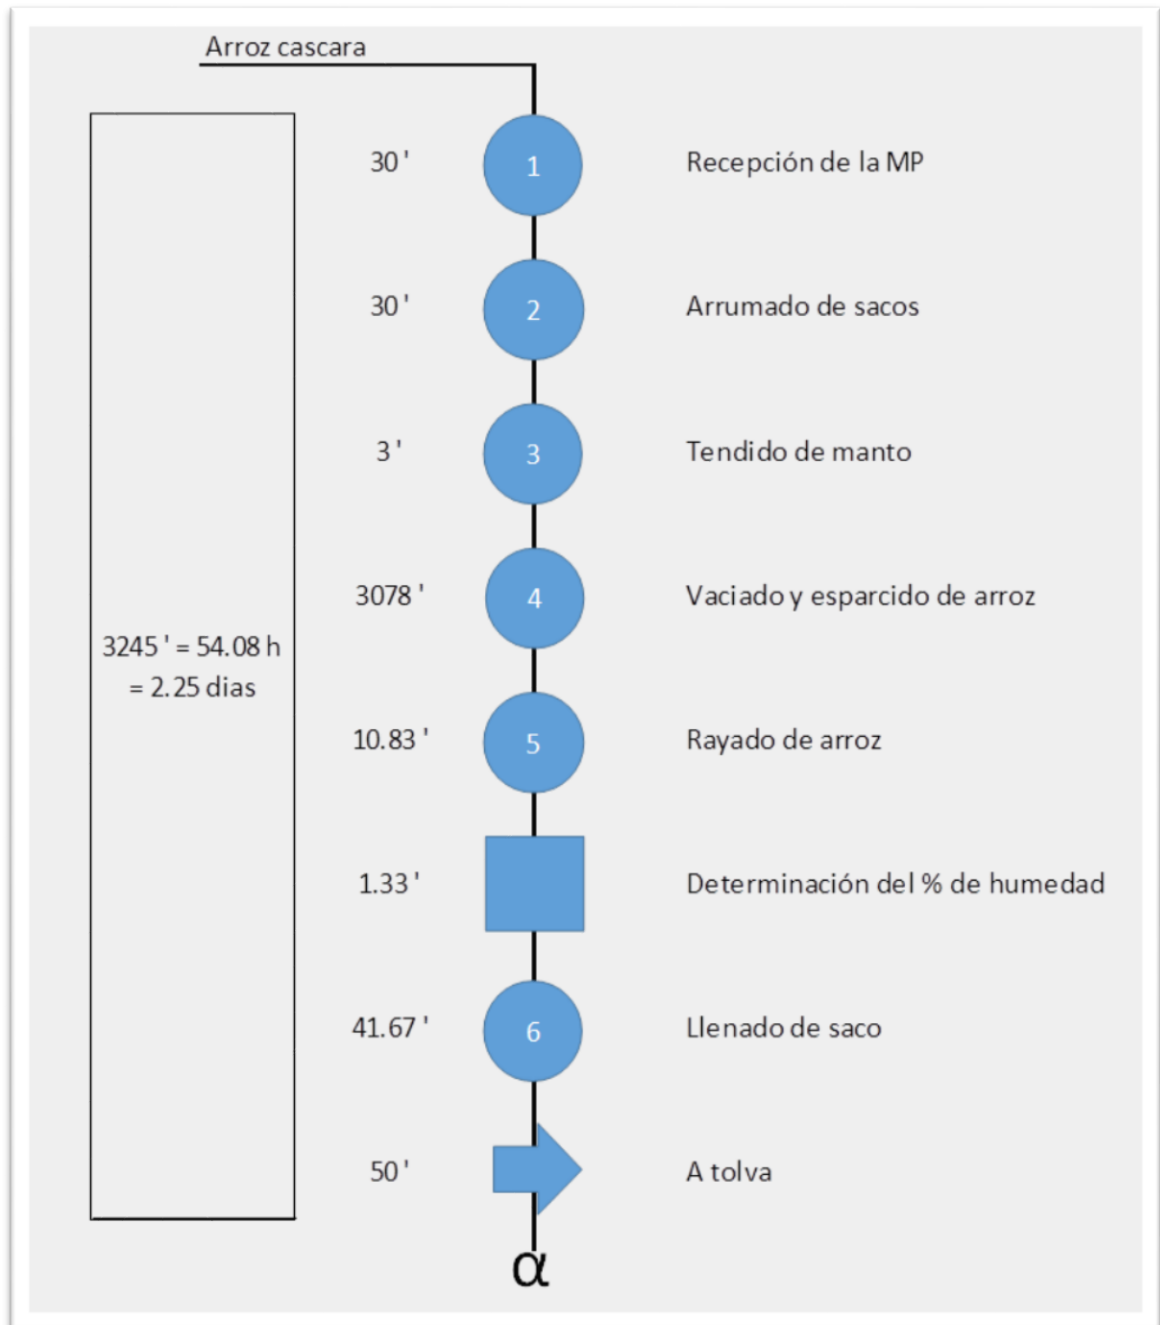 Arroz cascara
30 '
1
Recepción de la MP
30 '
2
Arrumado de sacos
3 '
3
Tendido de manto
3078 '
4
Vaciado y esparcido de arroz
3245 ' = 54.08 h
= 2.25 dias
10.83 '
5
Rayado de arroz
1.33 '
Determinación del % de humedad
41.67 '
6
Llenado de saco
50 '
A tolva
α